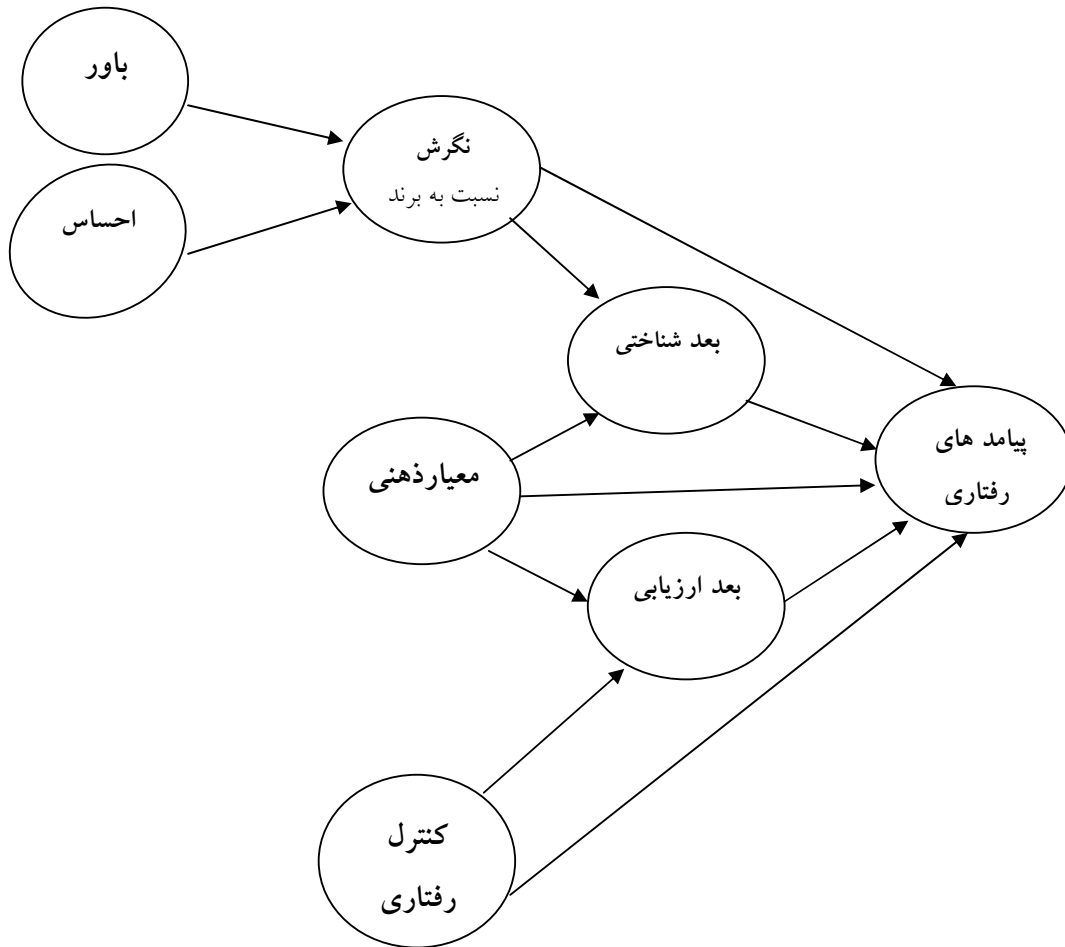 باور
احساس
نگرش
نسبت به برند
بعد شناختی
معیارذهنی
پیامد های
رفتاری
بعد ارزیابی
کنترل
رفتاری